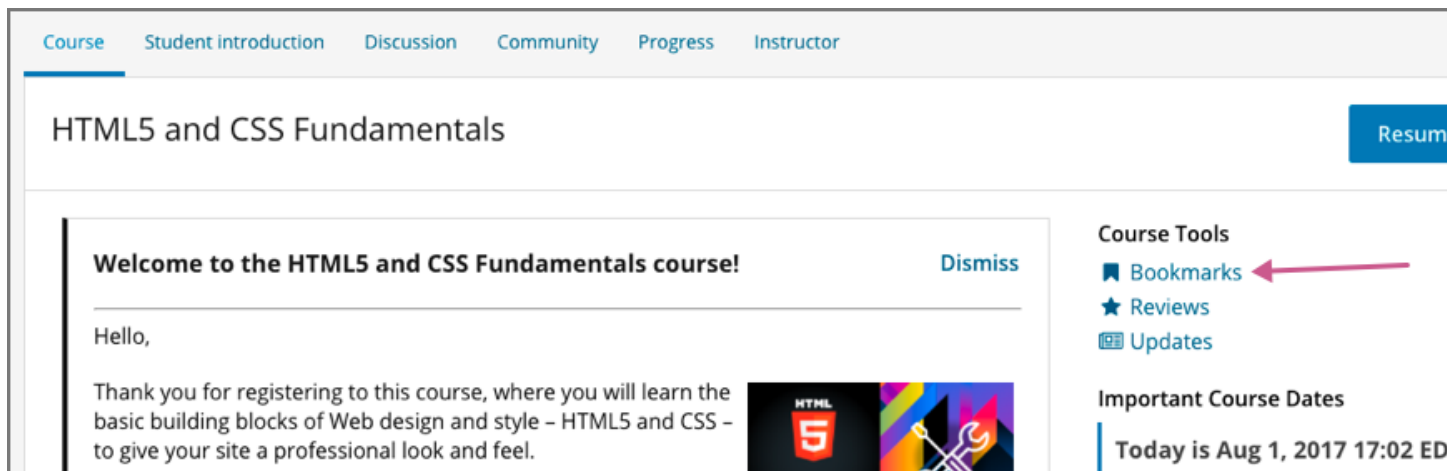 Course Student introduction Discussion Community Progress Instructor
HTML5 and CSS Fundamentals
Resum
Welcome to the HTML5 and CSS Fundamentals course!
Dismiss
Hello,
Thank you for registering to this course, where you will learn the
basic building blocks of Web design and style – HTML5 and CSS –
to give your site a professional look and feel.
HTML
5
Course Tools
Bookmarks
Reviews
Updates
Important Course Dates
Today is Aug 1, 2017 17:02 ED